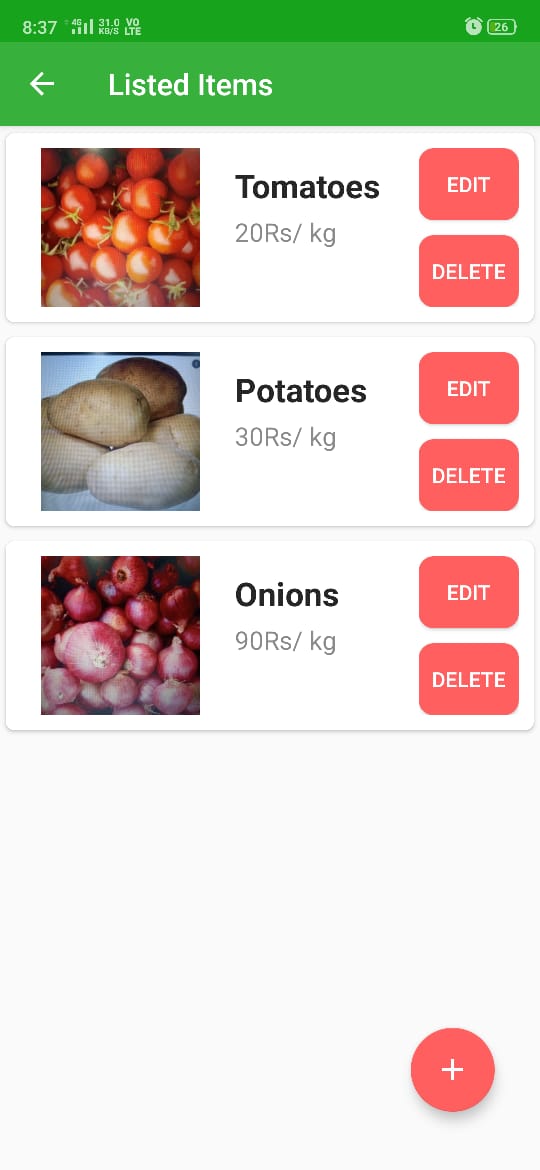 8:37 4G 31.0 KB/S VO LTE 26
Listed Items
Tomatoes
20Rs/ kg
EDIT
DELETE
Potatoes
30Rs/ kg
EDIT
DELETE
Onions
90Rs/ kg
EDIT
DELETE
+